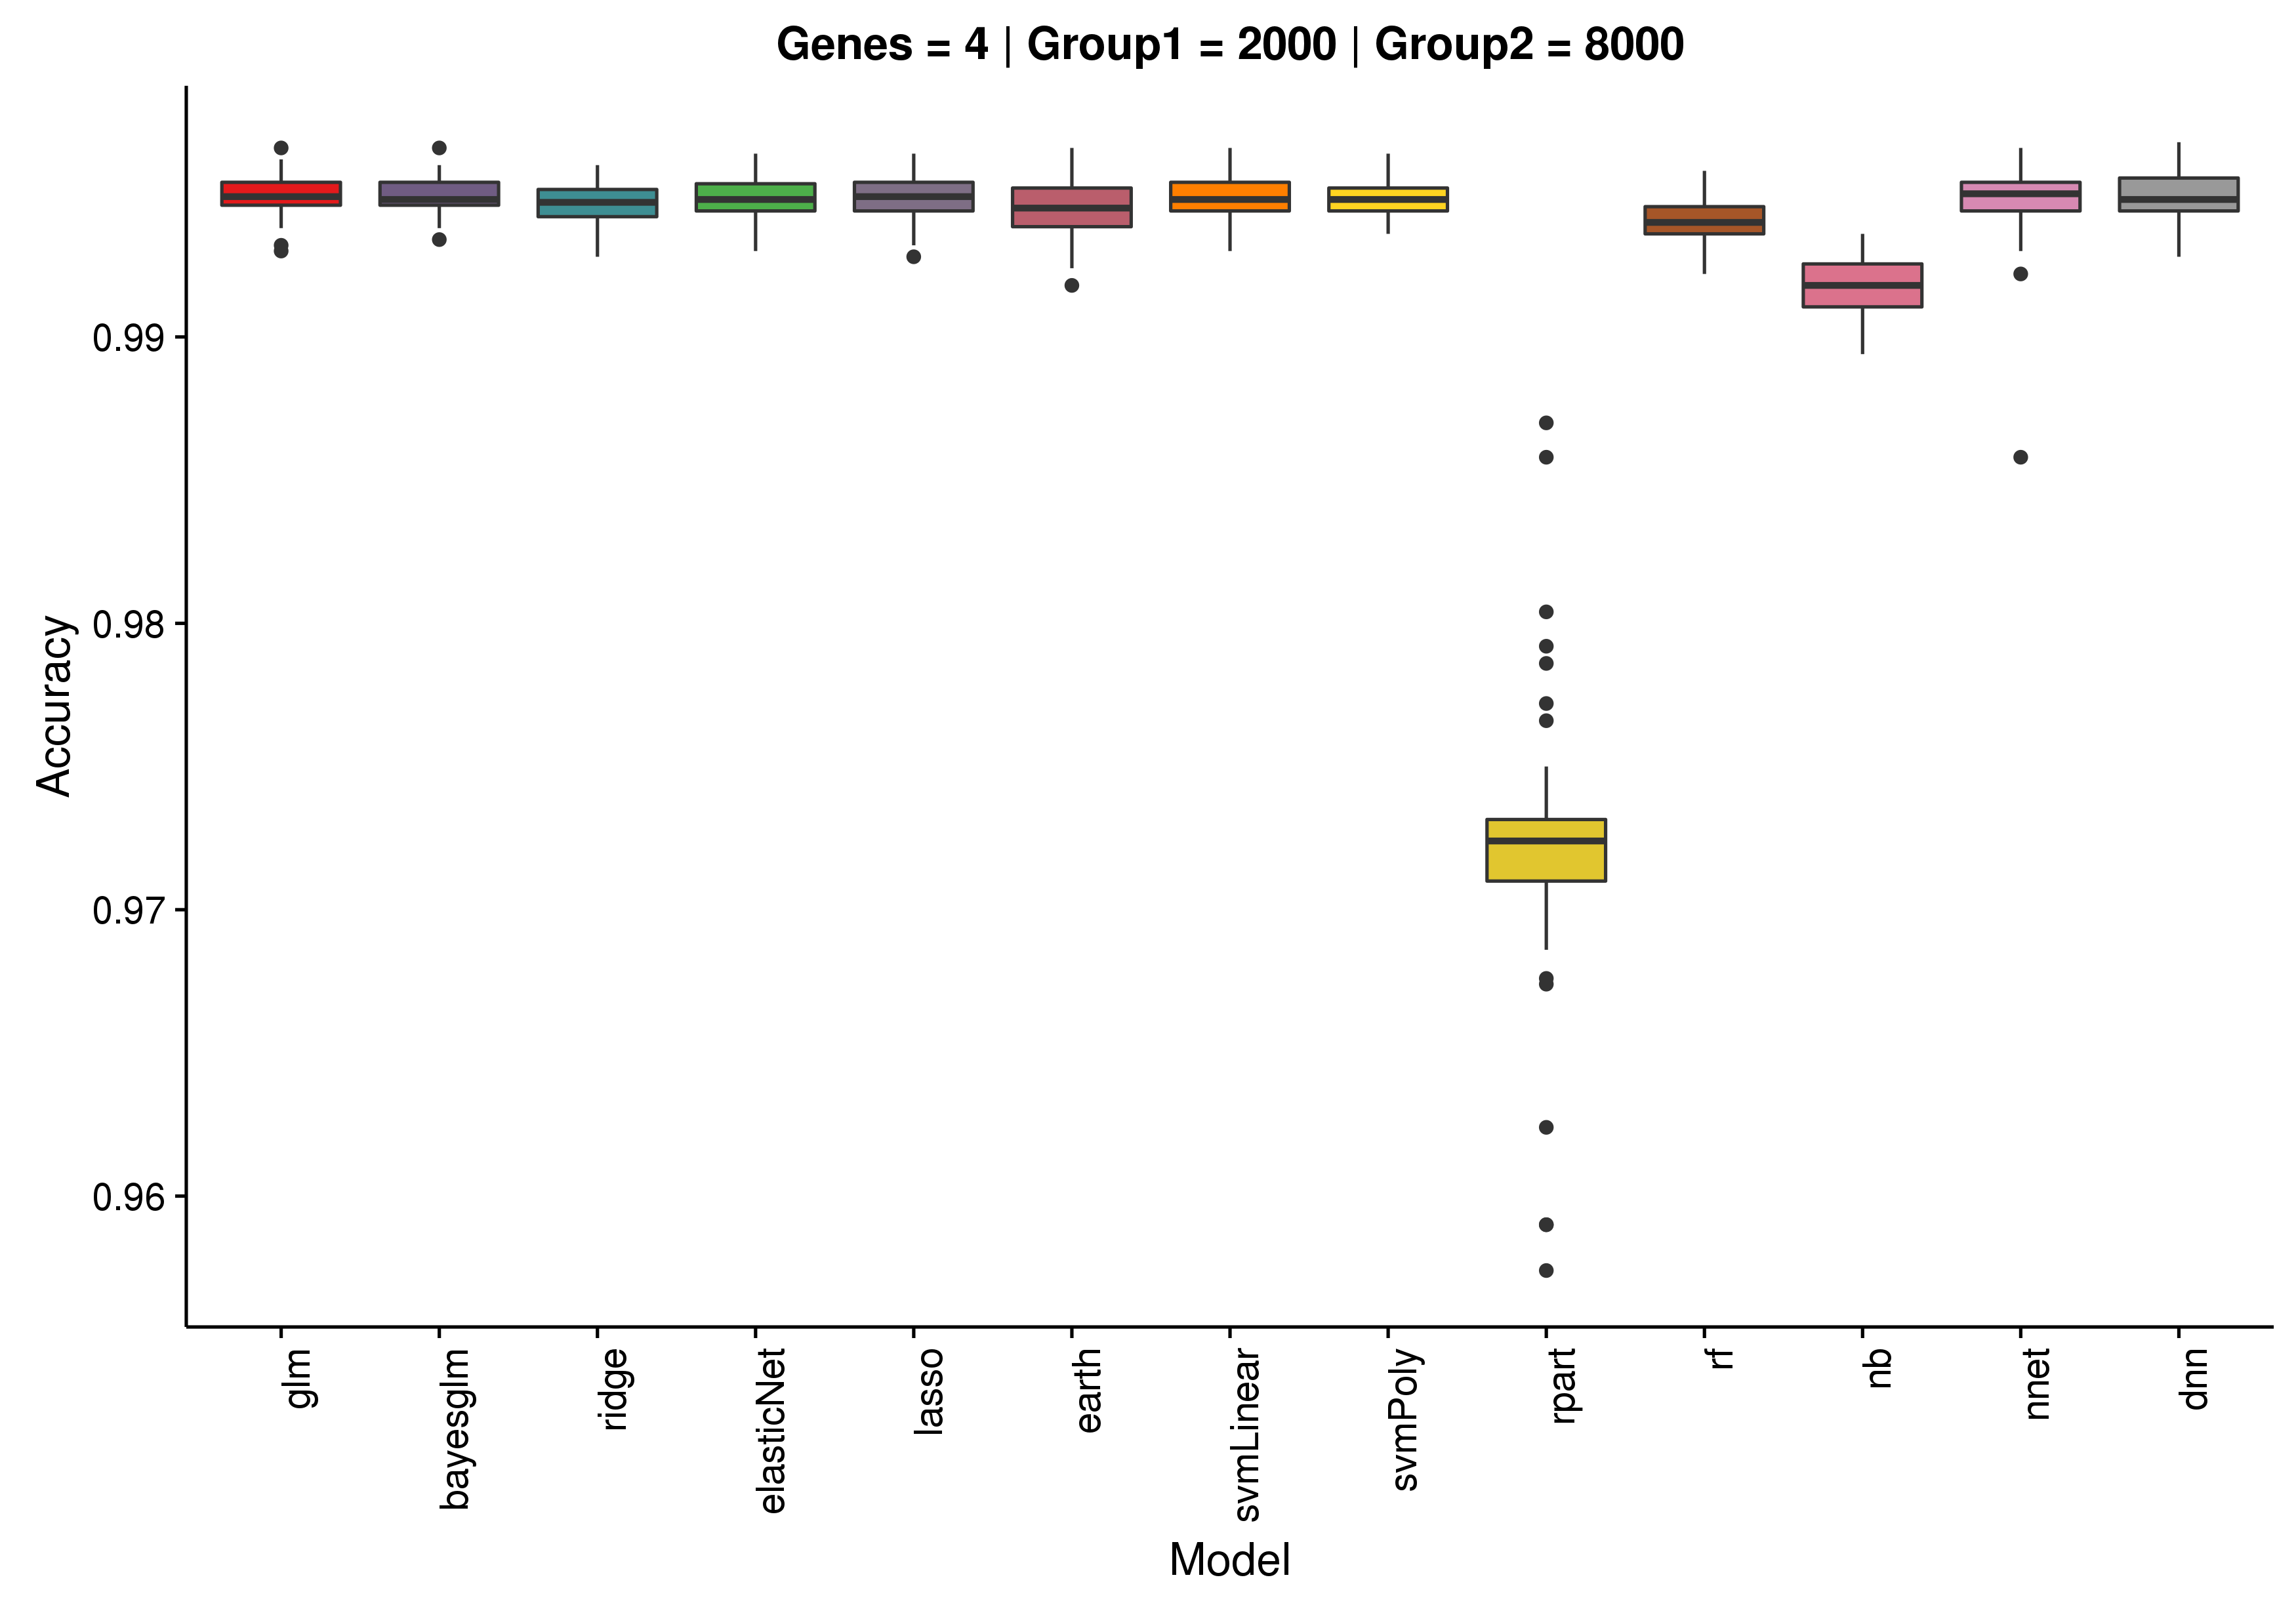 Genes = 4 | Group1 = 2000 | Group2 = 8000
Accuracy
0.99
0.98
0.97
0.96
glm
bayesglm
ridge
elasticNet
lasso
earth
svmLinear
svmPoly
rpart
rf
nb
nnet
dnn
Model